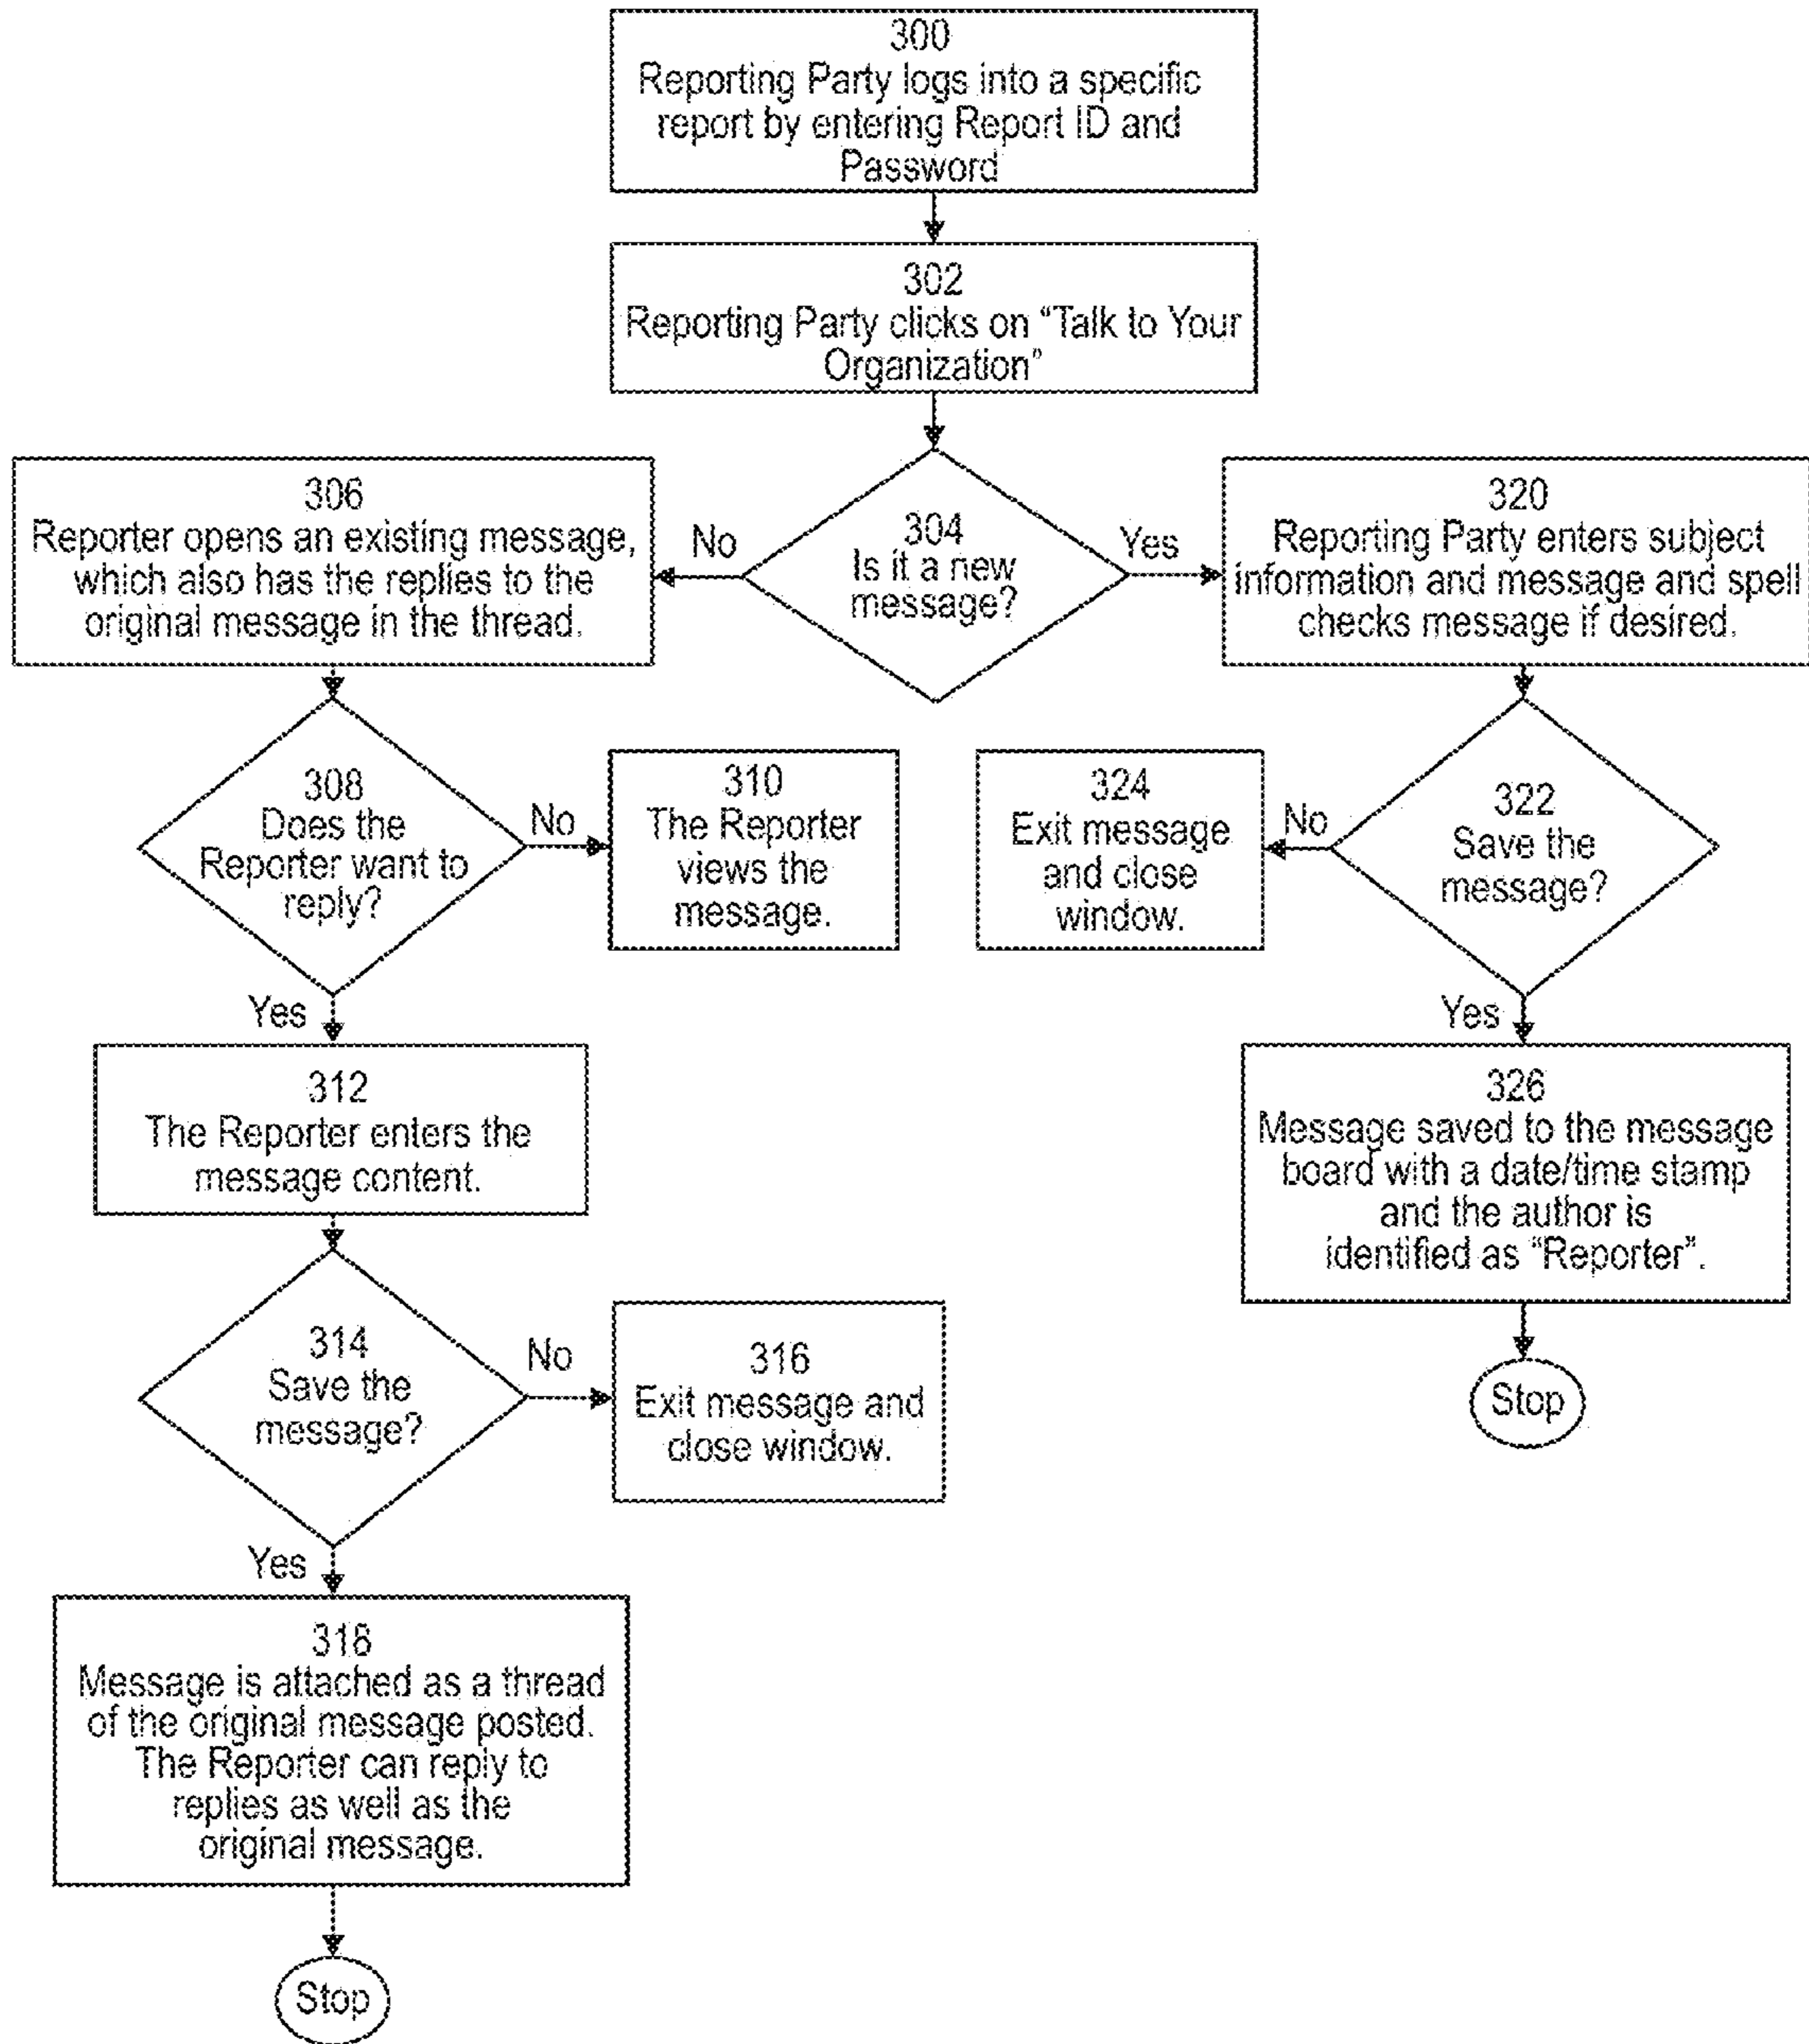 300
Reporting Party logs into a specific
report by entering Report ID and
Password
302
Reporting Party clicks on “Talk to Your
Organization”
304
Is it a new
message?
No
Yes
306
Reporter opens an existing message,
which also has the replies to the
original message in the thread.
320
Reporting Party enters subject
information and message and spell
checks message if desired.
308
Does the
Reporter want to
reply?
No
310
The Reporter
views the
message.
324
Exit message
and close
window.
No
322
Save the
message?
Yes
Yes
312
The Reporter enters the
message content.
326
Message saved to the message
board with a date/time stamp
and the author is
identified as “Reporter”.
314
Save the
message?
No
316
Exit message and
close window.
Stop
Yes
318
Message is attached as a thread
of the original message posted.
The Reporter can reply to
replies as well as the
original message.
Stop